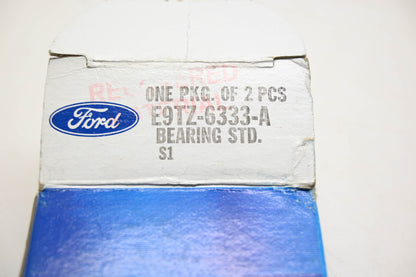 ONE PKG. OF 2 PCS
E9TZ-6333-A
BEARING STD.
S1
Ford